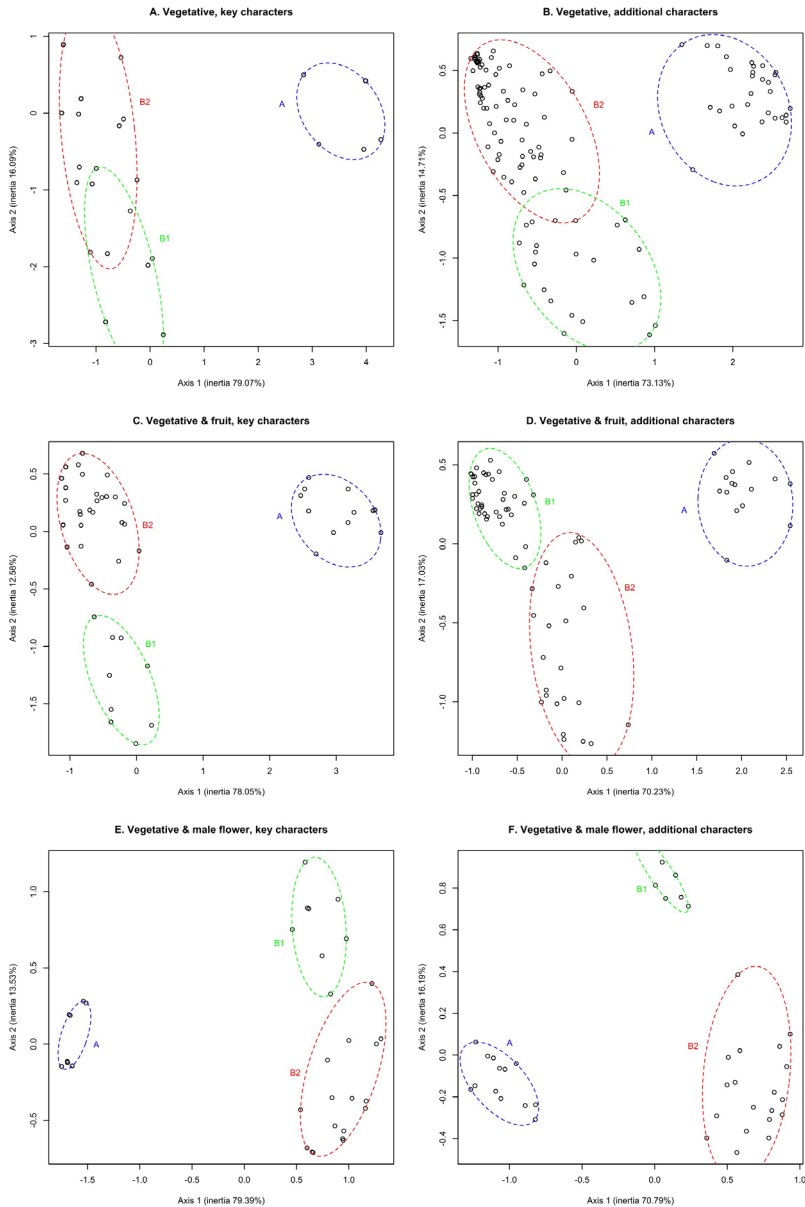 A. Vegetative, key characters
B. Vegetative, additional characters
1
0
-1
-2
-3
Axis 2 (inertia 16.09%)
B2
B1
A
-1
0
1
2
3
4
Axis 1 (inertia 79.07%)
0.5
0.0
-0.5
-1.0
-1.5
Axis 2 (inertia 14.71%)
B2
B1
A
-1
0
1
2
Axis 1 (inertia 73.13%)
C. Vegetative & fruit, key characters
D. Vegetative & fruit, additional characters
0.5
0.0
-0.5
-1.0
-1.5
Axis 2 (inertia 12.58%)
B2
B1
A
-1
0
1
2
3
Axis 1 (inertia 78.05%)
0.5
0.0
-0.5
-1.0
Axis 2 (inertia 17.03%)
B1
B2
A
-1.0
-0.5
0.0
0.5
1.0
1.5
2.0
2.5
Axis 1 (inertia 70.23%)
E. Vegetative & male flower, key characters
F. Vegetative & male flower, additional characters
1.0
0.5
0.0
-0.5
Axis 2 (inertia 13.53%)
B1
A
B2
-1.5
-1.0
-0.5
0.0
0.5
1.0
Axis 1 (inertia 79.39%)
0.8
0.6
0.4
0.2
0.0
-0.2
-0.4
Axis 2 (inertia 16.19%)
B1
A
B2
-1.0
-0.5
0.0
0.5
1.0
Axis 1 (inertia 70.79%)